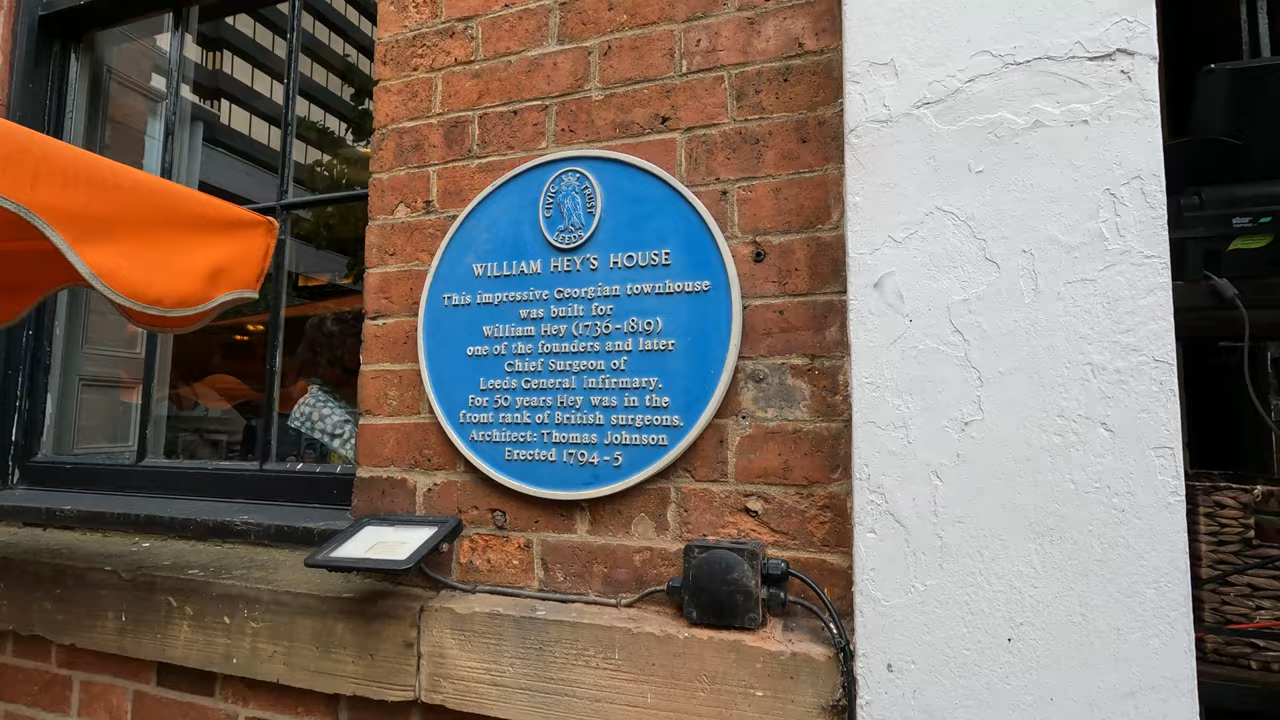 CIVIC TRUST
LEEDS
WILLIAM HEY'S HOUSE
This impressive Georgian townhouse
was built for
William Hey (1736-1819)
one of the founders and later
Chief Surgeon of
Leeds General Infirmary.
For 50 years Hey was in the
front rank of British surgeons.
Architect: Thomas Johnson
Erected 1794-5